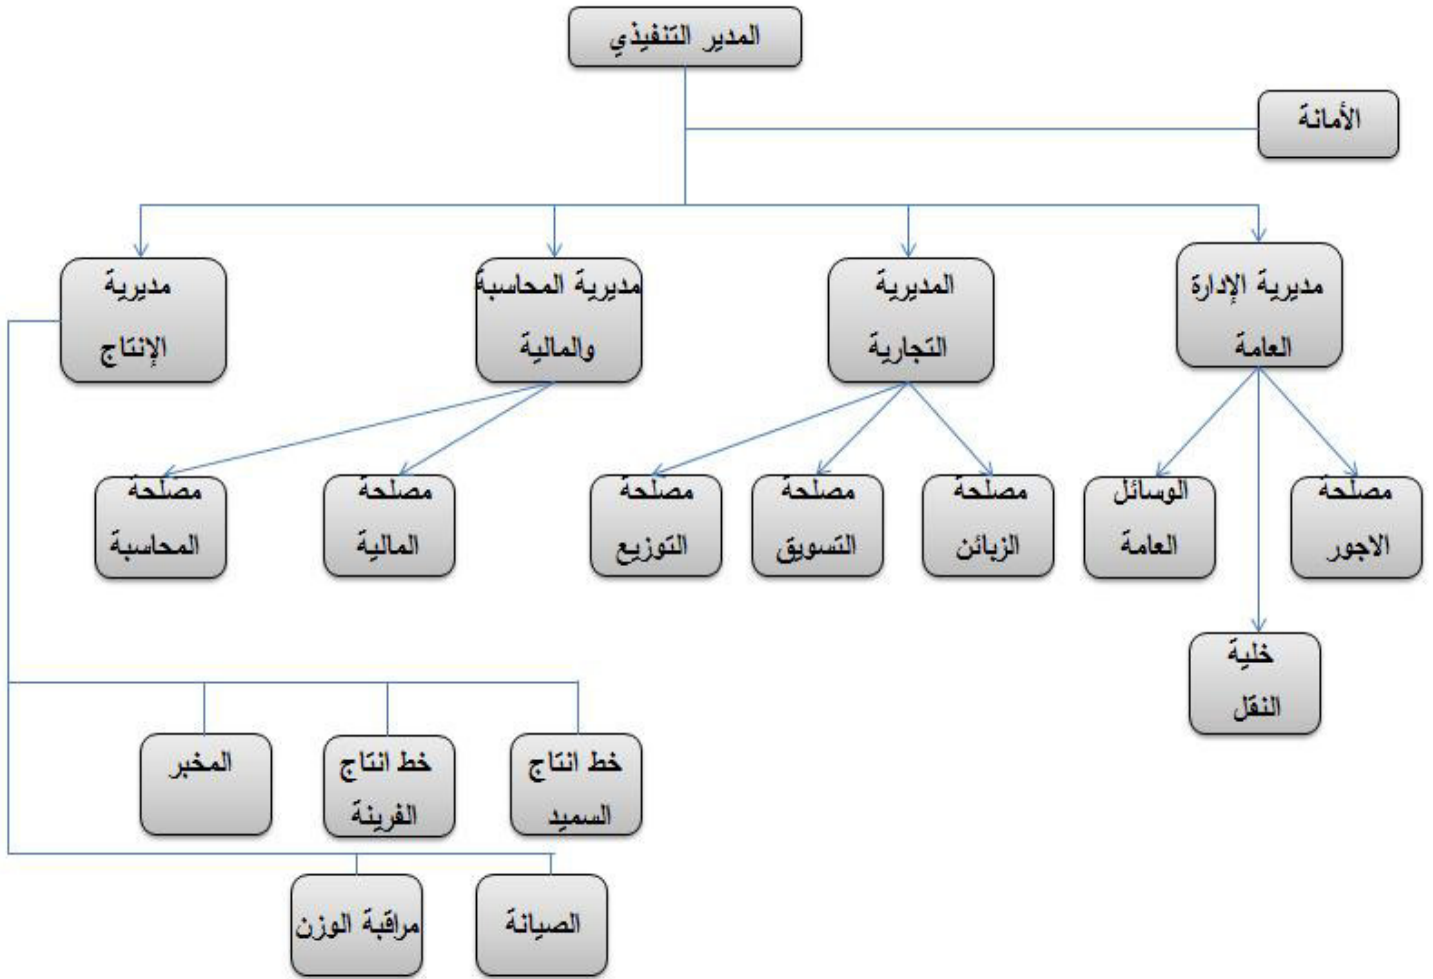 المدير التنفيذي
الأمانة
مديرية الإدارة
العامة
المديرية
التجارية
مديرية المحاسبة
والمالية
مديرية
الإنتاج
مصلحة
الاجور
الوسائل
العامة
مصلحة
الزبائن
مصلحة
التسويق
مصلحة
التوزيع
مصلحة
المالية
مصلحة
المحاسبة
خلية
النقل
خط انتاج
السميد
خط انتاج
الفرينة
المخبر
الصيانة
مراقبة الوزن